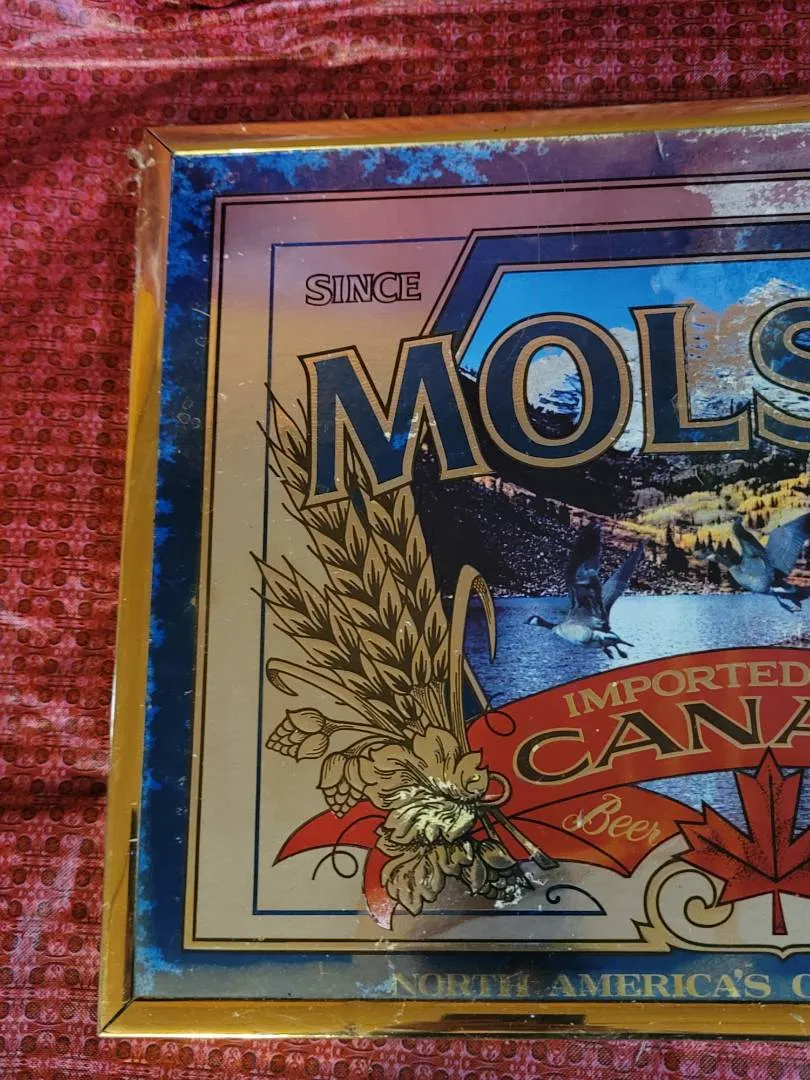 SINCE
MOLS
IMPORTED
CANA
Beer
NORTH AMERICA'S